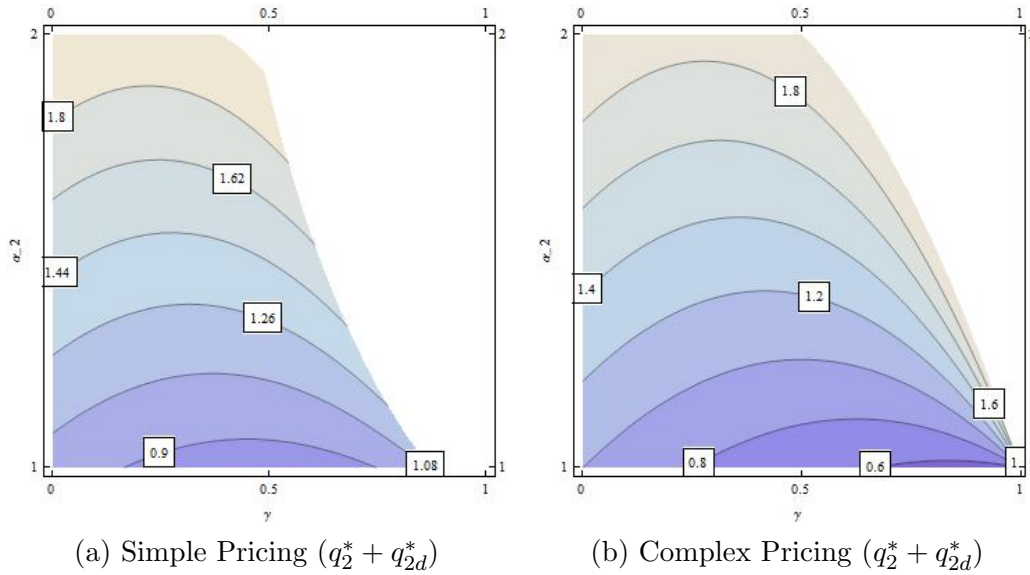 0 0.5 1
2 2
1.8
1.62
α_2
1.44
1.26
0.9
1.08
1 1
0 0.5 1
γ
(a) Simple Pricing (q₂* + q₂d*)
0 0.5 1
2
1.8
α_2
1.4
1.2
1.6
0.8
0.6
1.
1
0 0.5 1
γ
(b) Complex Pricing (q₂* + q₂d*)